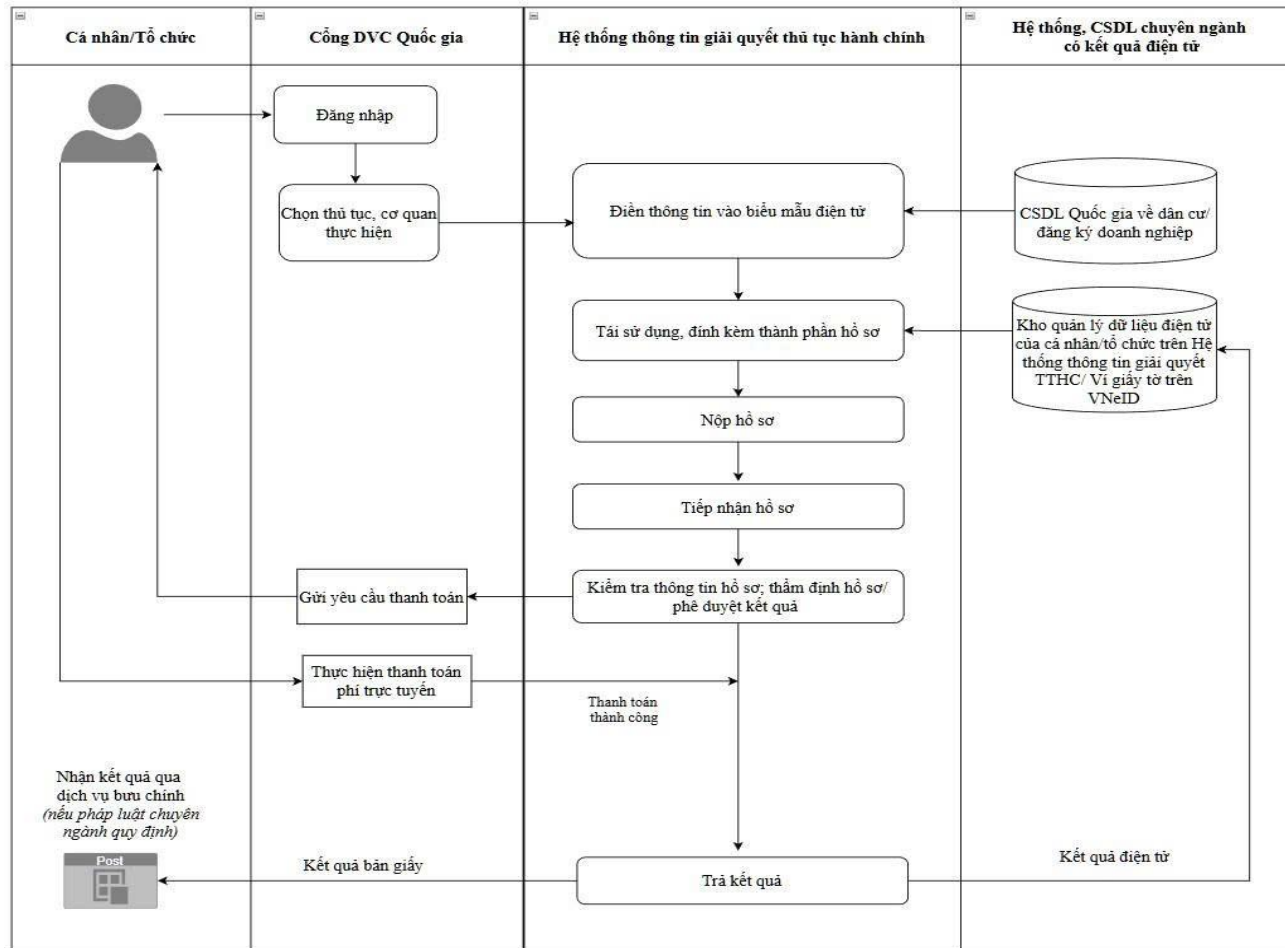 Cá nhân/Tổ chức
Cổng DVC Quốc gia
Hệ thống thông tin giải quyết thủ tục hành chính
Hệ thống, CSDL chuyên ngành
có kết quả điện tử
Đăng nhập
Chọn thủ tục, cơ quan
thực hiện
Điền thông tin vào biểu mẫu điện tử
CSDL Quốc gia về dân cư/
đăng ký doanh nghiệp
Tái sử dụng, đính kèm thành phần hồ sơ
Kho quản lý dữ liệu điện tử
của cá nhân/tổ chức trên Hệ
thống thông tin giải quyết
TTHC/ Ví giấy tờ trên
VNeID
Nộp hồ sơ
Tiếp nhận hồ sơ
Kiểm tra thông tin hồ sơ; thẩm định hồ sơ/
phê duyệt kết quả
Gửi yêu cầu thanh toán
Thực hiện thanh toán
phí trực tuyến
Thanh toán
thành công
Nhận kết quả qua
dịch vụ bưu chính
(nếu pháp luật chuyên
ngành quy định)
Post
Kết quả bản giấy
Trả kết quả
Kết quả điện tử